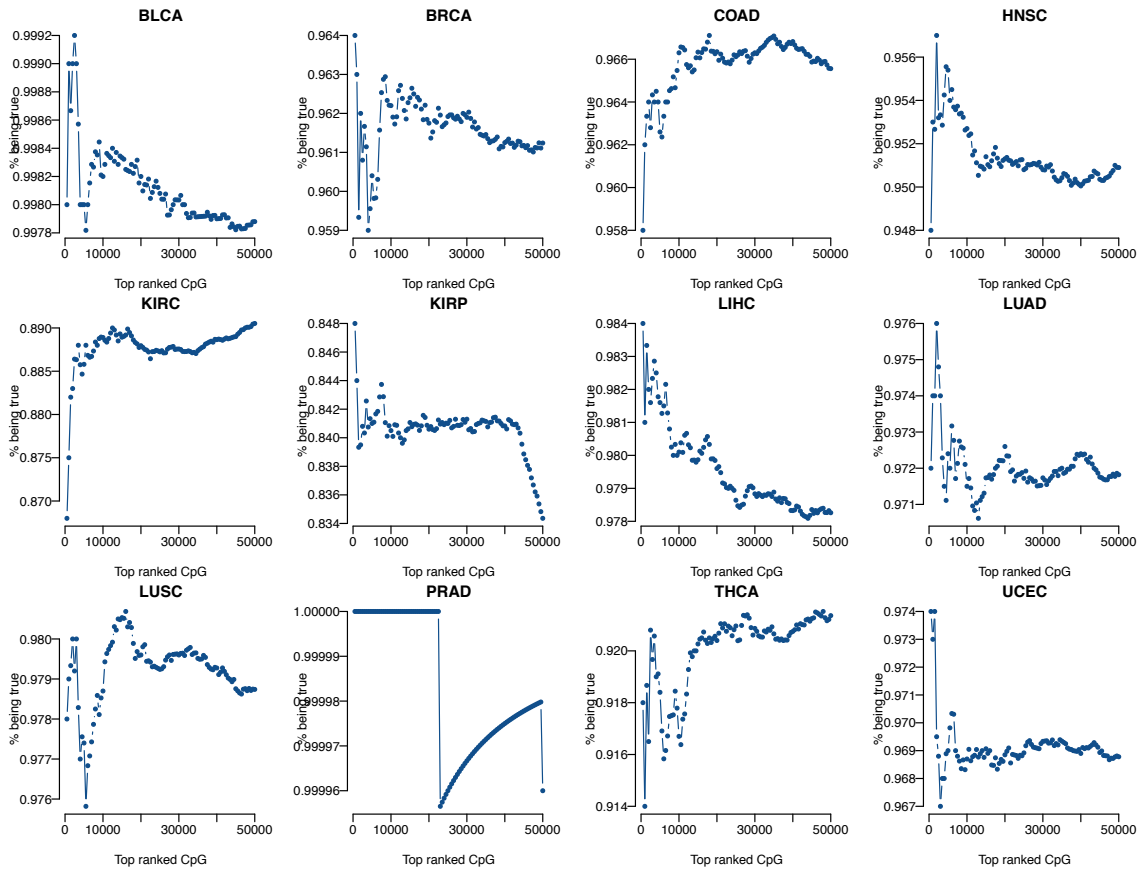 BLCA
% being true
0.9992
0.9990
0.9988
0.9986
0.9984
0.9982
0.9980
0.9978
0 10000 30000 50000
Top ranked CpG
BRCA
% being true
0.964
0.963
0.962
0.961
0.960
0.959
0 10000 30000 50000
Top ranked CpG
COAD
% being true
0.966
0.964
0.962
0.960
0.958
0 10000 30000 50000
Top ranked CpG
HNSC
% being true
0.956
0.954
0.952
0.950
0.948
0 10000 30000 50000
Top ranked CpG
KIRC
% being true
0.890
0.885
0.880
0.875
0.870
0 10000 30000 50000
Top ranked CpG
KIRP
% being true
0.848
0.846
0.844
0.842
0.840
0.838
0.836
0.834
0 10000 30000 50000
Top ranked CpG
LIHC
% being true
0.984
0.983
0.982
0.981
0.980
0.979
0.978
0 10000 30000 50000
Top ranked CpG
LUAD
% being true
0.976
0.975
0.974
0.973
0.972
0.971
0 10000 30000 50000
Top ranked CpG
LUSC
% being true
0.980
0.979
0.978
0.977
0.976
0 10000 30000 50000
Top ranked CpG
PRAD
% being true
1.00000
0.99999
0.99998
0.99997
0.99996
0 10000 30000 50000
Top ranked CpG
THCA
% being true
0.920
0.918
0.916
0.914
0 10000 30000 50000
Top ranked CpG
UCEC
% being true
0.974
0.973
0.972
0.971
0.970
0.969
0.968
0.967
0 10000 30000 50000
Top ranked CpG